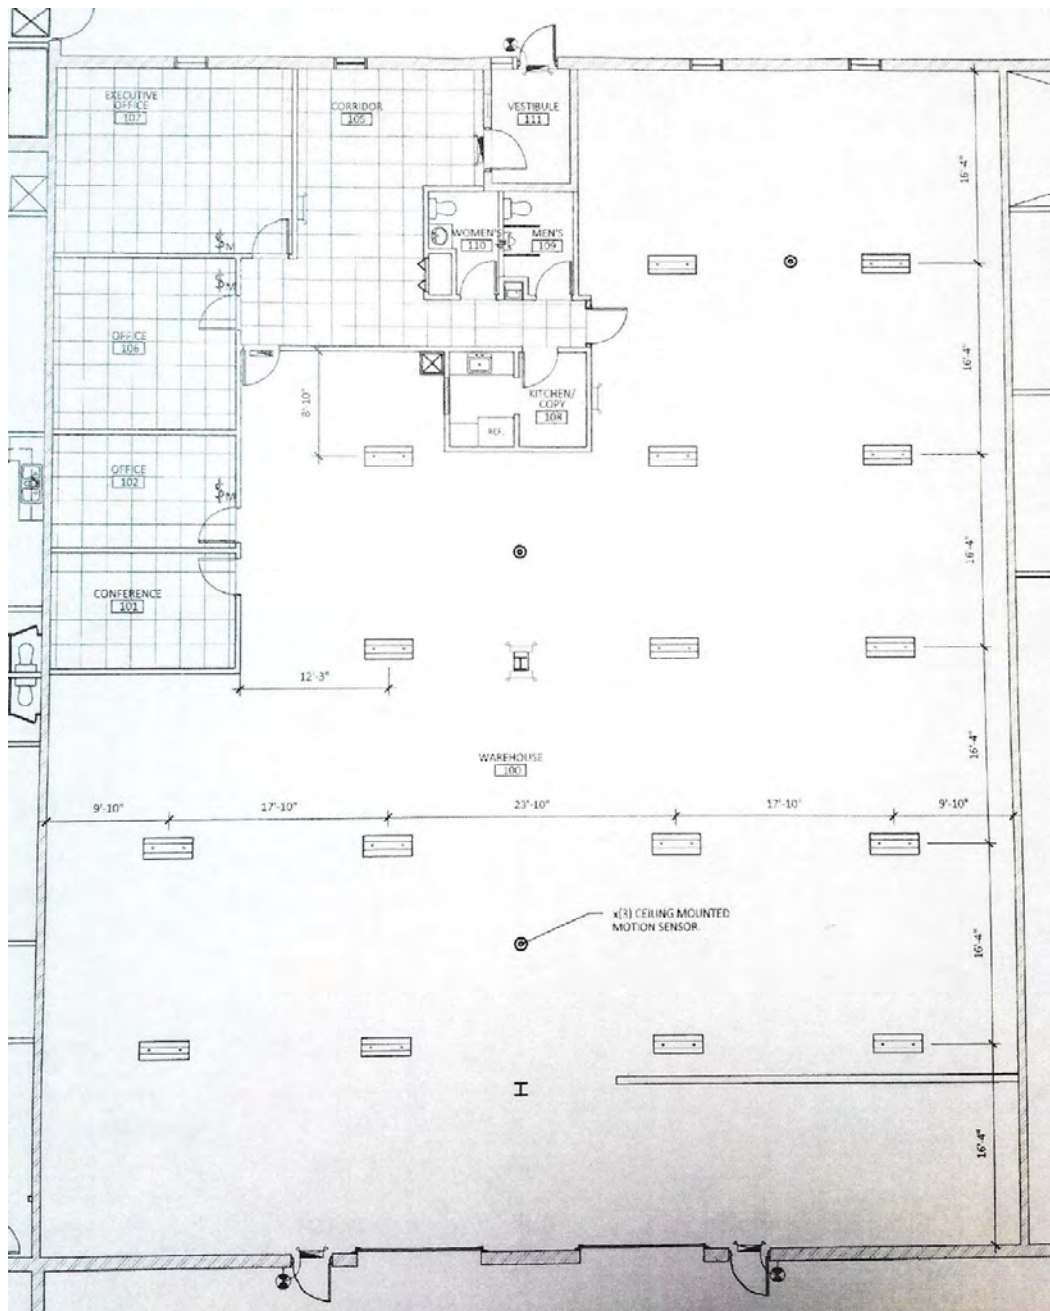 EXECUTIVE
OFFICE
107
CORRIDOR
105
VESTIBULE
111
16'-4"
WOMEN'S
110
MEN'S
109
$M
$M
OFFICE
106
16'-4"
8'-10"
KITCHEN/
COPY
108
REF.
OFFICE
102
$M
16'-4"
CONFERENCE
101
12'-3"
16'-4"
WAREHOUSE
100
9'-10"
17'-10"
23'-10"
17'-10"
9'-10"
x(3) CEILING MOUNTED
MOTION SENSOR.
16'-4"
16'-4"